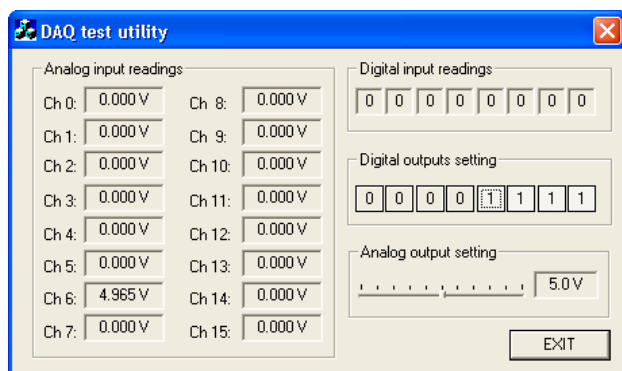 DAQ test utility
Analog input readings
Ch 0: 0.000 V Ch 8: 0.000 V
Ch 1: 0.000 V Ch 9: 0.000 V
Ch 2: 0.000 V Ch 10: 0.000 V
Ch 3: 0.000 V Ch 11: 0.000 V
Ch 4: 0.000 V Ch 12: 0.000 V
Ch 5: 0.000 V Ch 13: 0.000 V
Ch 6: 4.965 V Ch 14: 0.000 V
Ch 7: 0.000 V Ch 15: 0.000 V
Digital input readings
0 0 0 0 0 0 0 0
Digital outputs setting
0 0 0 0 1 1 1 1
Analog output setting
5.0 V
EXIT